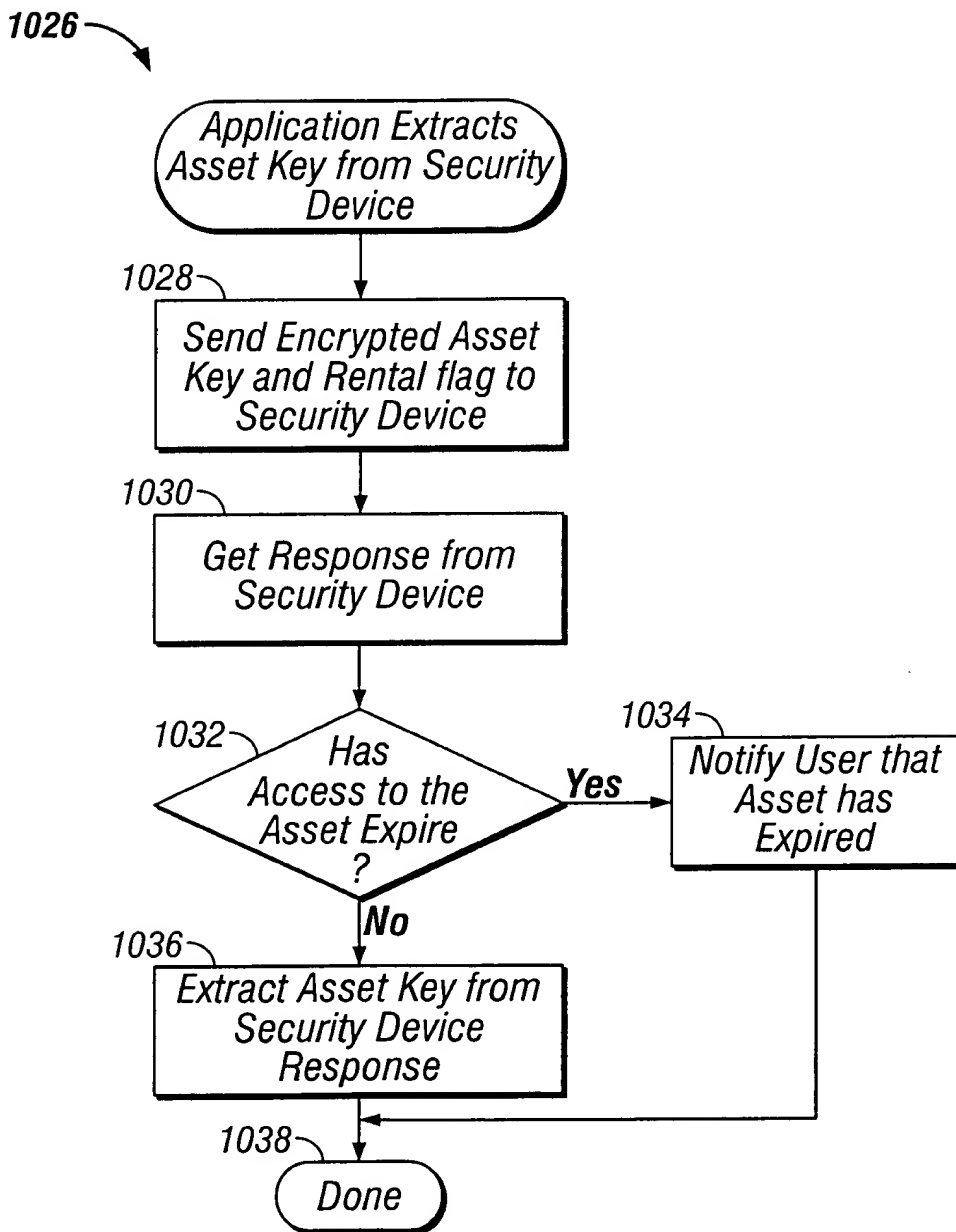 1026
Application Extracts
Asset Key from Security
Device
1028
Send Encrypted Asset
Key and Rental flag to
Security Device
1030
Get Response from
Security Device
1032
Has
Access to the
Asset Expire
?
Yes
1034
Notify User that
Asset has
Expired
No
1036
Extract Asset Key from
Security Device
Response
1038
Done